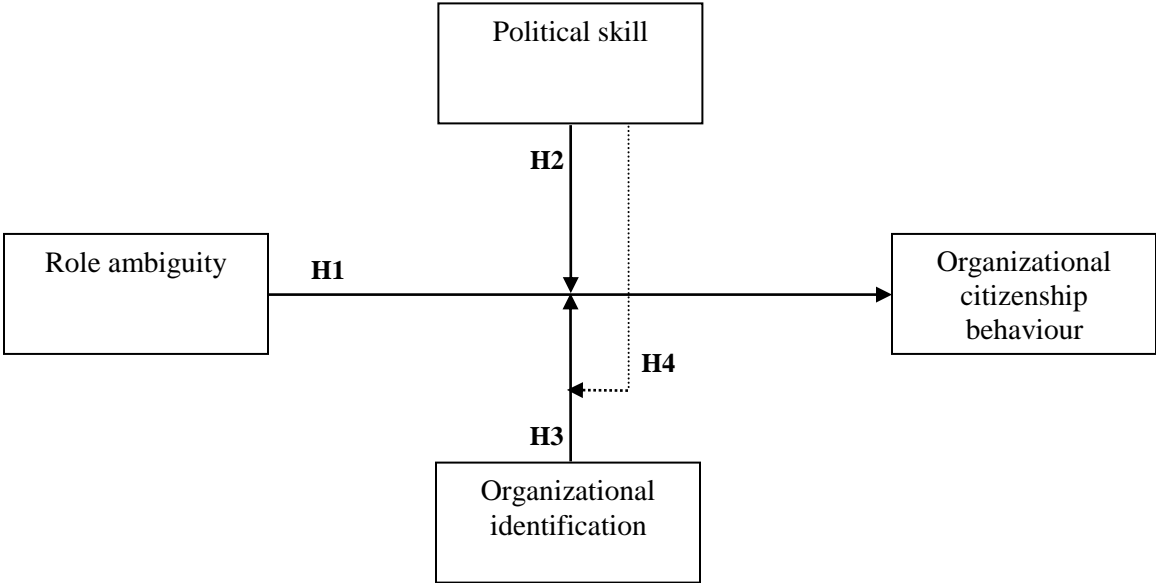 Political skill
H2
Role ambiguity
H1
Organizational
citizenship
behaviour
H4
H3
Organizational
identification